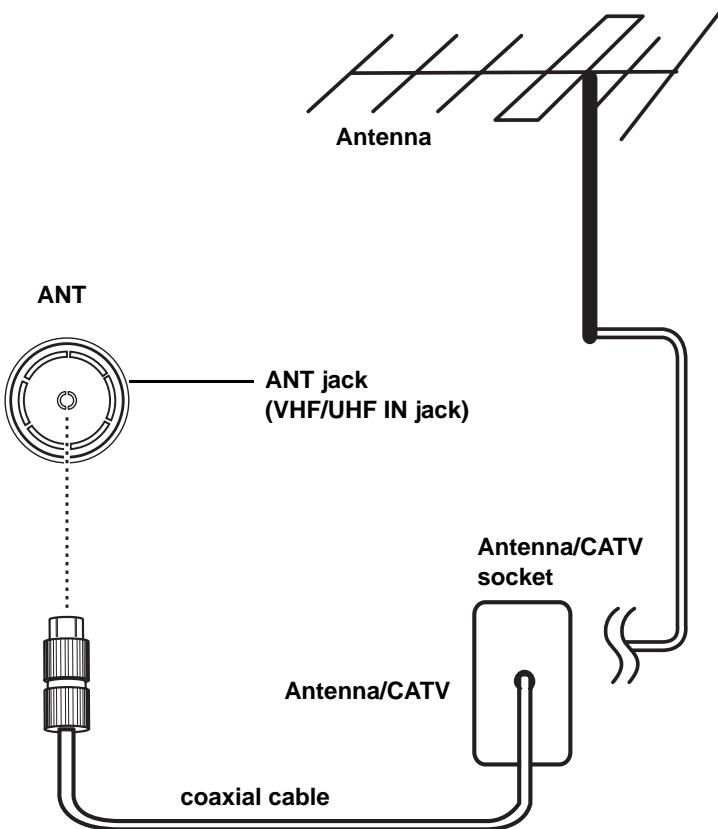 Antenna
ANT
ANT jack
(VHF/UHF IN jack)
Antenna/CATV
socket
Antenna/CATV
coaxial cable